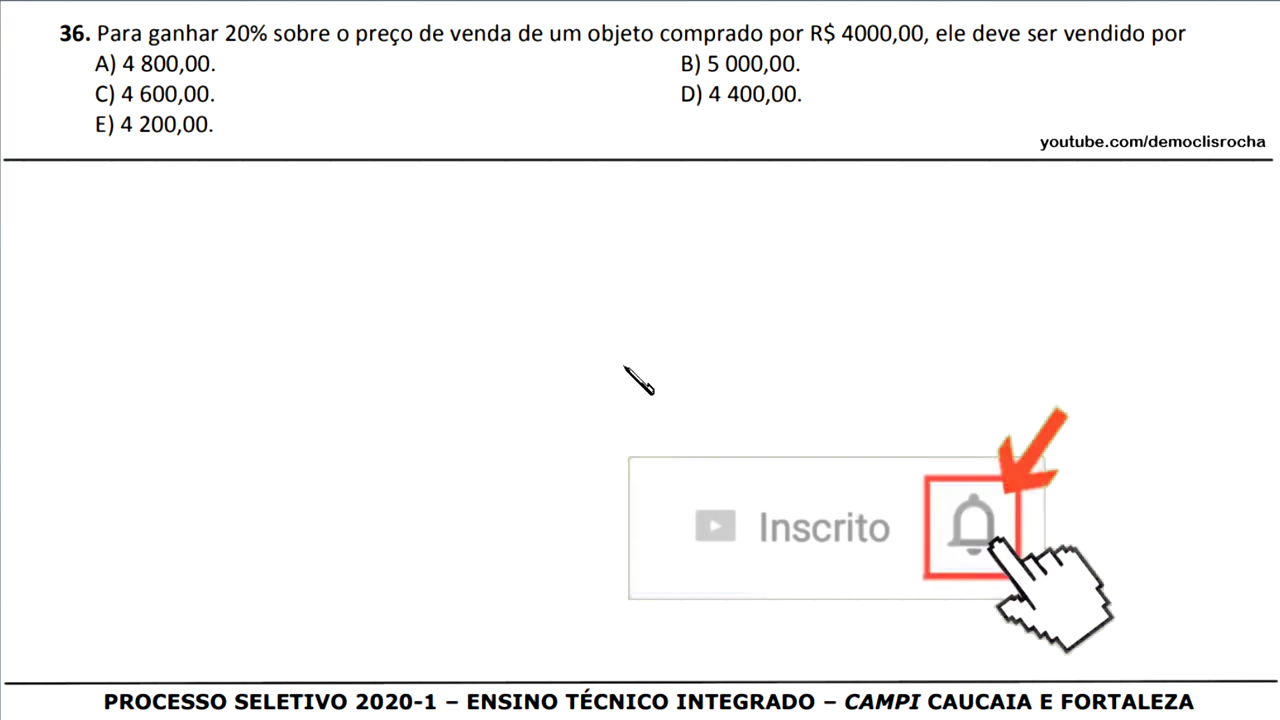 36. Para ganhar 20% sobre o preço de venda de um objeto comprado por R$ 4000,00, ele deve ser vendido por
A) 4 800,00.
B) 5 000,00.
C) 4 600,00.
D) 4 400,00.
E) 4 200,00.
youtube.com/democlisrocha
Inscrito
PROCESSO SELETIVO 2020-1 – ENSINO TÉCNICO INTEGRADO – CAMPI CAUCAIA E FORTALEZA